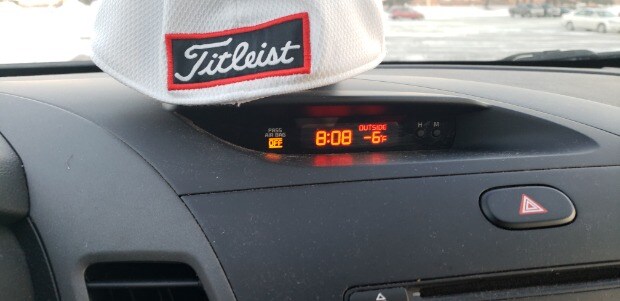 Titleist
PASS
AIR BAG
OFF
8:08
OUTSIDE
-6°F
H M